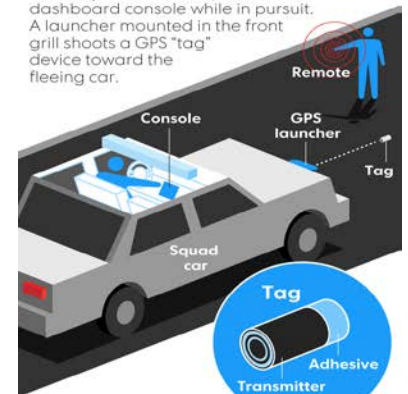 dashboard console while in pursuit.
A launcher mounted in the front
grill shoots a GPS “tag”
device toward the
fleeing car.
Remote
Console
GPS
launcher
Tag
Squad
car
Tag
Adhesive
Transmitter